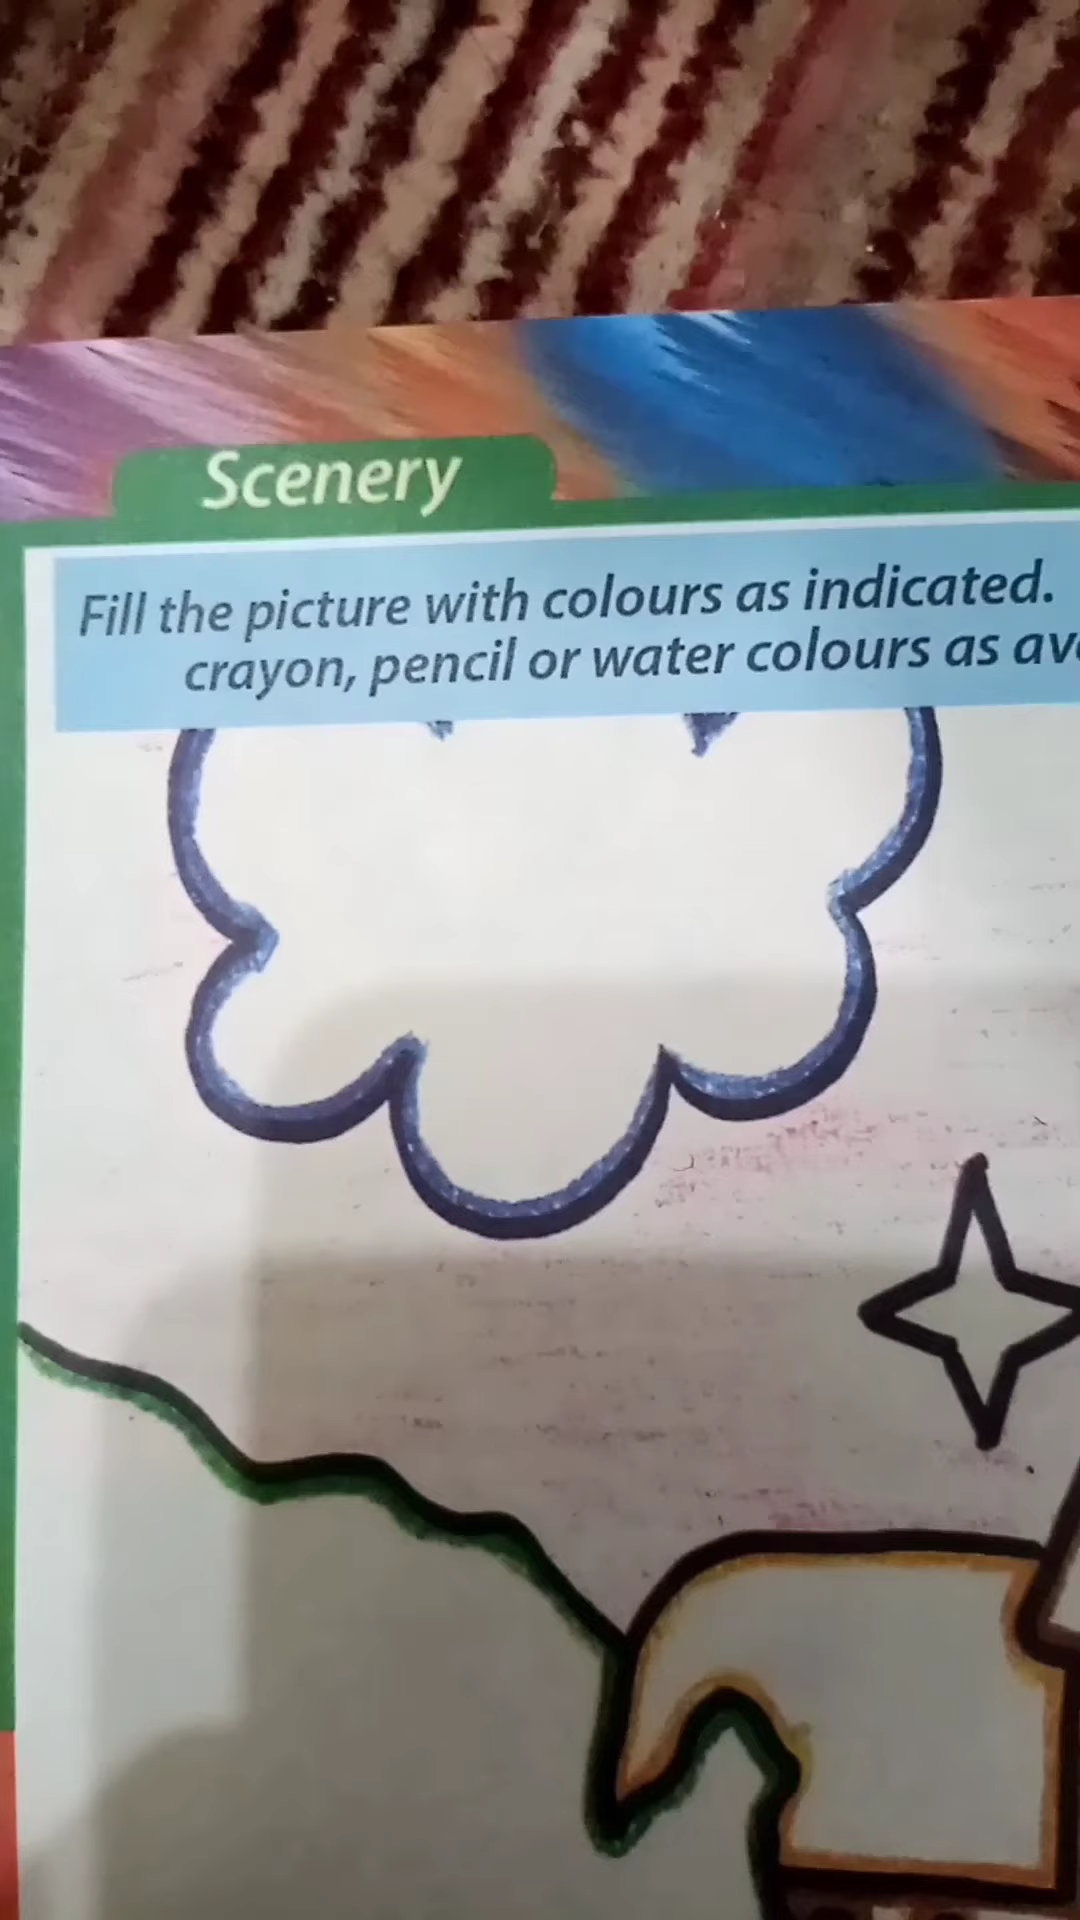 Scenery
Fill the picture with colours as indicated.
crayon, pencil or water colours as